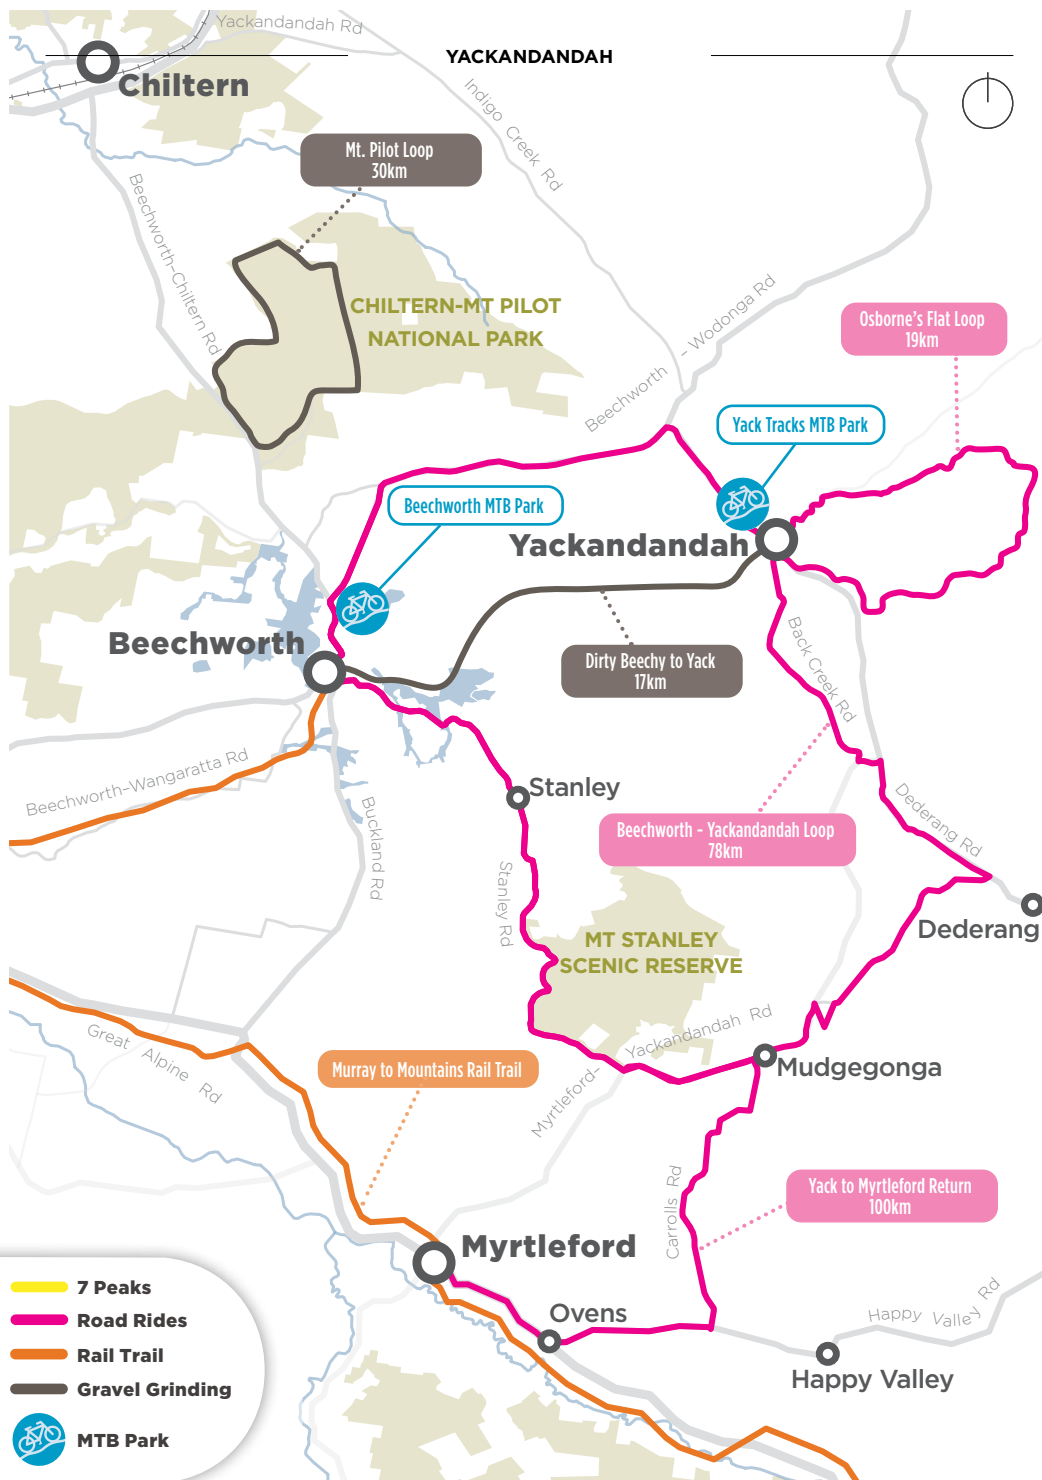 Yackandandah Rd
YACKANDANDAH
Chiltern
Indigo Creek Rd
Mt. Pilot Loop
30km
Beechworth-Chiltern Rd
CHILTERN-MT PILOT
NATIONAL PARK
Beechworth - Wodonga Rd
Osborne's Flat Loop
19km
Yack Tracks MTB Park
Beechworth MTB Park
Yackandandah
Beechworth
Dirty Beechy to Yack
17km
Back Creek Rd
Beechworth-Wangaratta Rd
Buckland Rd
Stanley
Dederang Rd
Beechworth - Yackandandah Loop
78km
Stanley Rd
Dederang
MT STANLEY
SCENIC RESERVE
Great Alpine Rd
Myrtleford- Yackandandah Rd
Murray to Mountains Rail Trail
Mudgegonga
Carrolls Rd
Yack to Myrtleford Return
100km
Myrtleford
Ovens
Happy Valley Rd
Happy Valley
7 Peaks
Road Rides
Rail Trail
Gravel Grinding
MTB Park